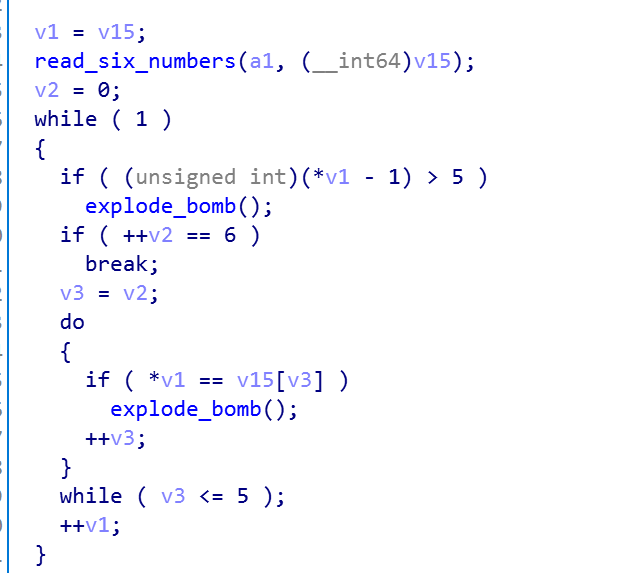 v1 = v15;
read_six_numbers(a1, (__int64)v15);
v2 = 0;
while ( 1 )
{
  if ( (unsigned int)(*v1 - 1) > 5 )
    explode_bomb();
  if ( ++v2 == 6 )
    break;
  v3 = v2;
  do
  {
    if ( *v1 == v15[v3] )
      explode_bomb();
    ++v3;
  }
  while ( v3 <= 5 );
  ++v1;
}